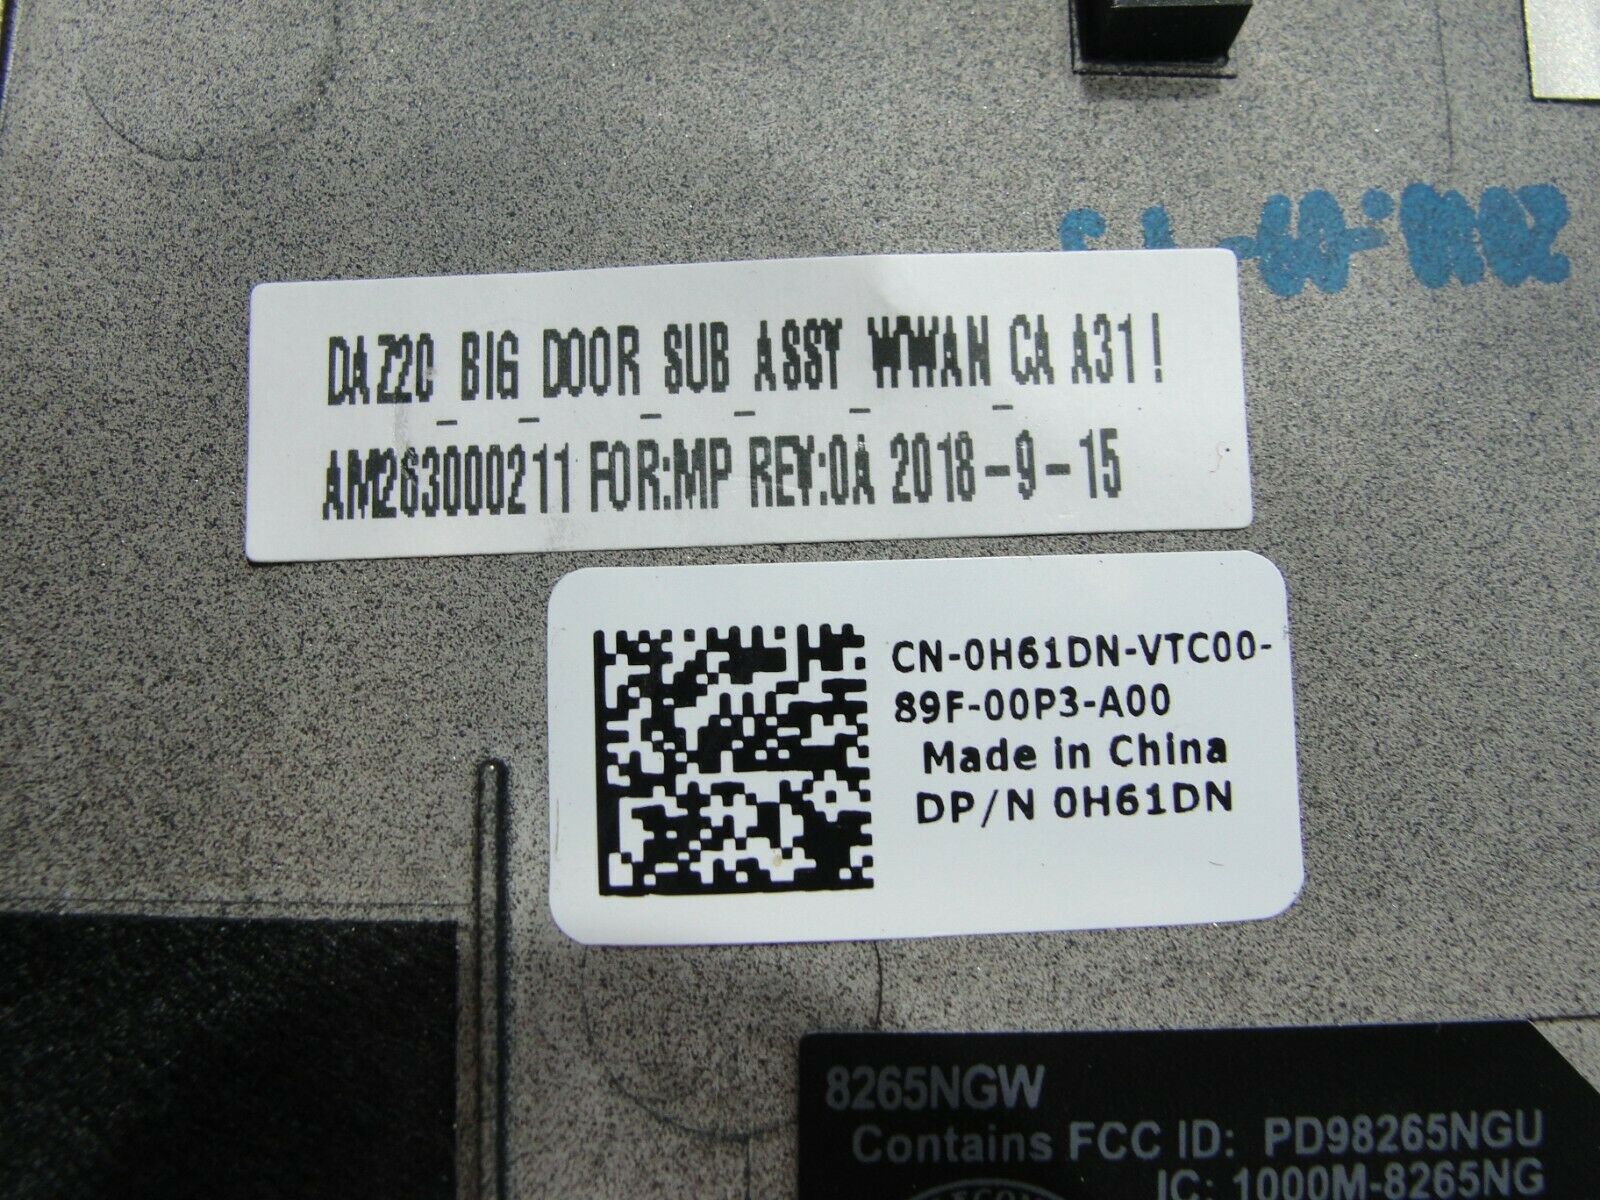 DAZ20_BIG_DOOR_SUB_ASSY_WWAN_CA A31!
AM263000211 FOR:MP REV:0A 2018-9-15
CN-0H61DN-VTC00-
89F-00P3-A00
Made in China
DP/N 0H61DN
8265NGW
Contains FCC ID: PD98265NGU
IC: 1000M-8265NG